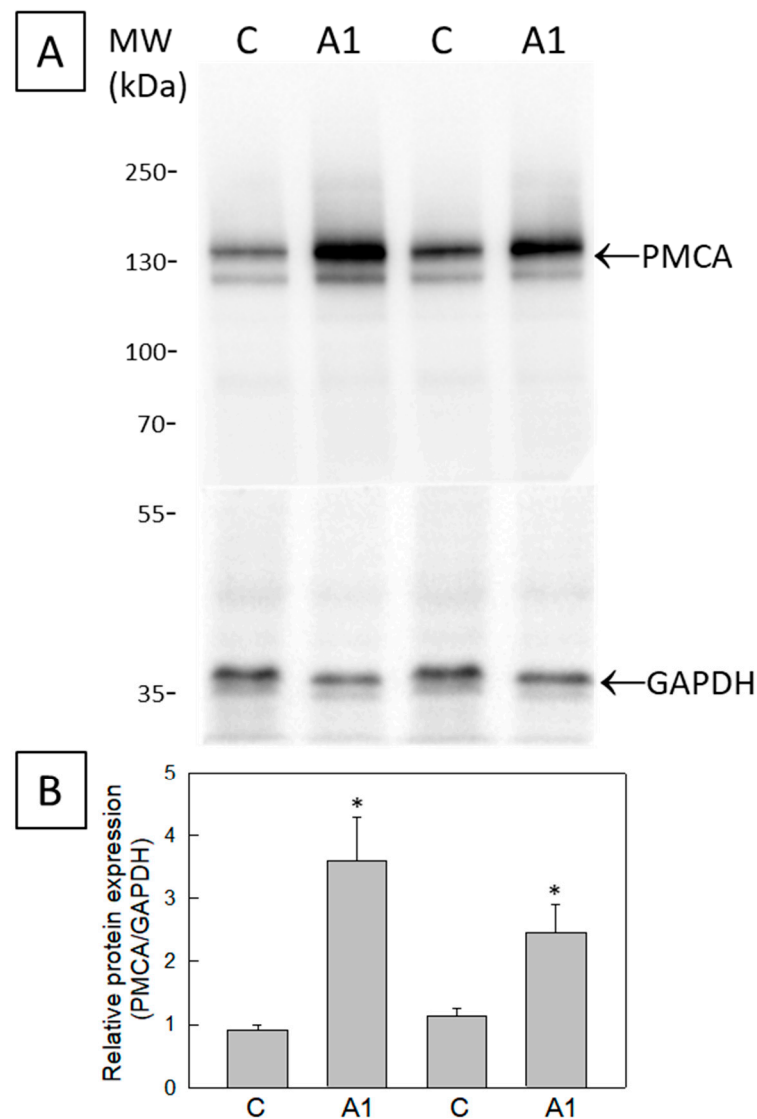 A
MW
(kDa)
C A1 C A1
250-
130-
←PMCA
100-
70-
55-
35-
←GAPDH
B
Relative protein expression
(PMCA/GAPDH)
5
4
3
2
1
0
* *
C A1 C A1